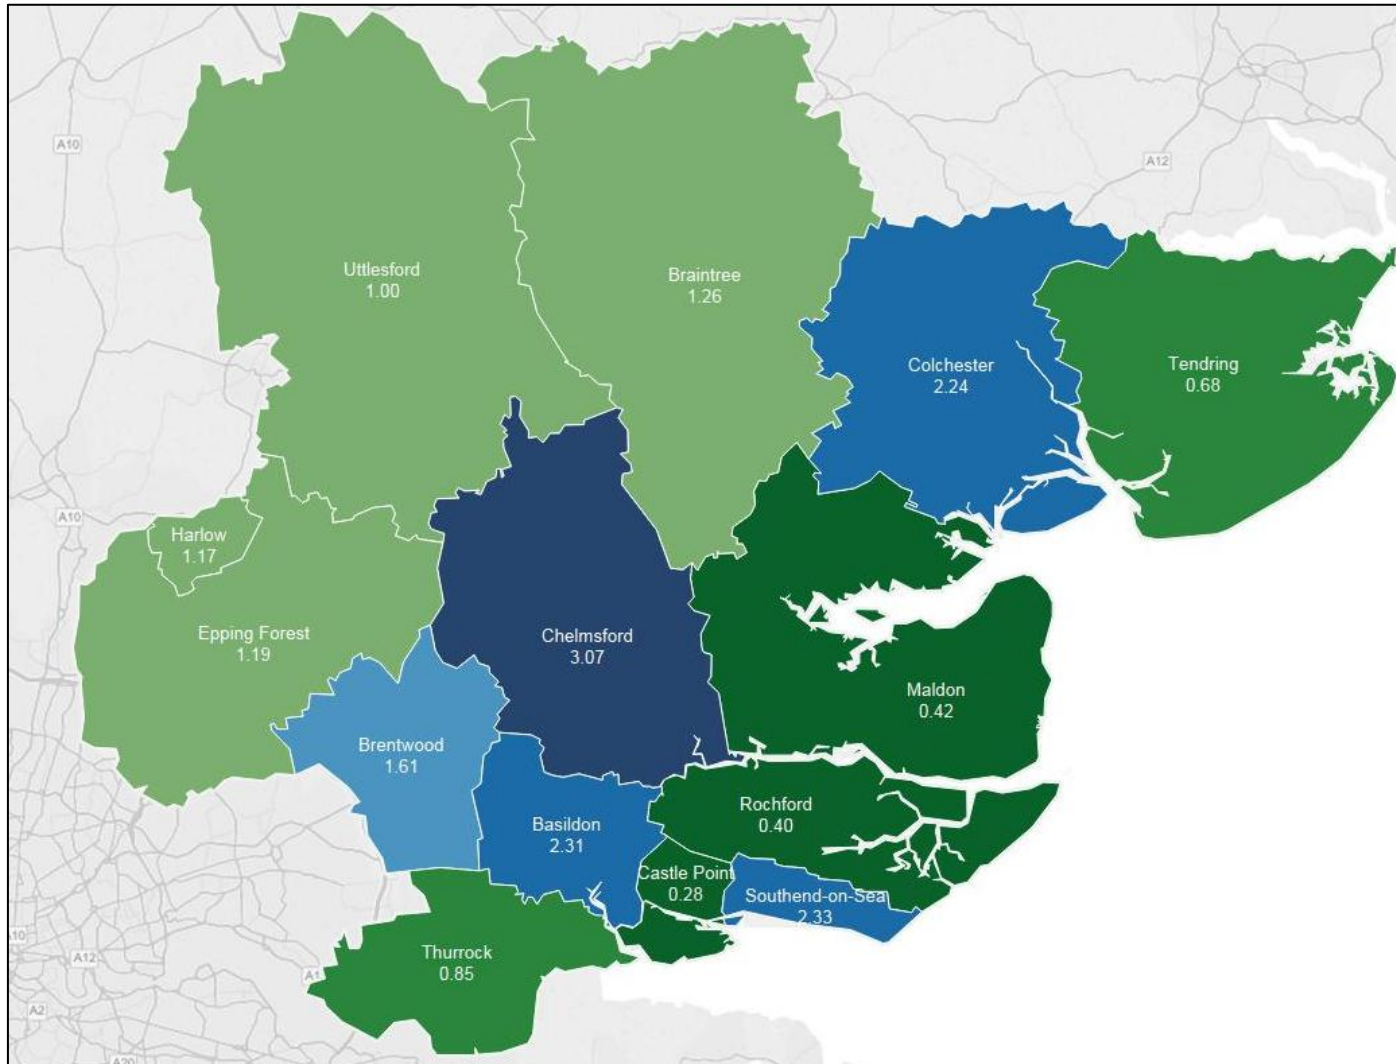 A10
A12
Uttlesford
1.00
Braintree
1.26
Colchester
2.24
Tendring
0.68
A10
Harlow
1.17
Epping Forest
1.19
Chelmsford
3.07
Maldon
0.42
Brentwood
1.61
Rochford
0.40
Basildon
2.31
Castle Point
0.28
Southend-on-Sea
2.33
Thurrock
0.85
A10
A12
A1
A2
A20